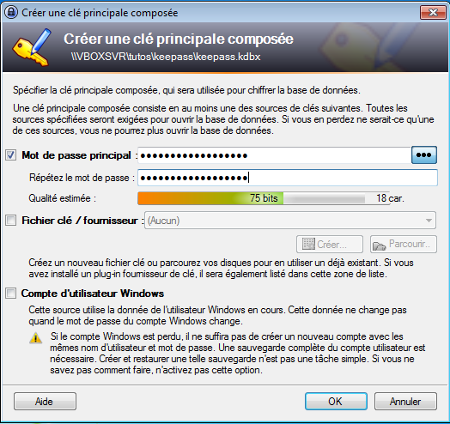 Créer une clé principale composée
Créer une clé principale composée
\\VBOXSVR\tutos\keepass\keepass.kdbx
Spécifier la clé principale composée, qui sera utilisée pour chiffrer la base de données.
Une clé principale composée consiste en au moins une des sources de clés suivantes. Toutes les
sources spécifiées seront exigées pour ouvrir la base de données. Si vous en perdez ne serait-ce qu'une
de ces sources, vous ne pourrez plus ouvrir la base de données.
Mot de passe principal : ●●●●●●●●●●●●●●●●●● ●●●
Répétez le mot de passe : ●●●●●●●●●●●●●●●●●●
Qualité estimée : 75 bits 18 car.
Fichier clé / fournisseur : (Aucun)
Créer... Parcourir..
Créez un nouveau fichier clé ou parcourez vos disques pour en utiliser un déjà existant. Si vous
avez installé un plug-in fournisseur de clé, il sera également listé dans cette zone de liste.
Compte d'utilisateur Windows
Cette source utilise la donnée de l'utilisateur Windows en cours. Cette donnée ne change pas
quand le mot de passe du compte Windows change.
Si le compte Windows est perdu, il ne suffira pas de créer un nouveau compte avec les
mêmes nom d'utilisateur et mot de passe. Une sauvegarde complète du compte utilisateur est
nécessaire. Créer et restaurer une telle sauvegarde n'est pas une tâche simple. Si vous ne
savez pas comment faire, n'activez pas cette option.
Aide OK Annuler